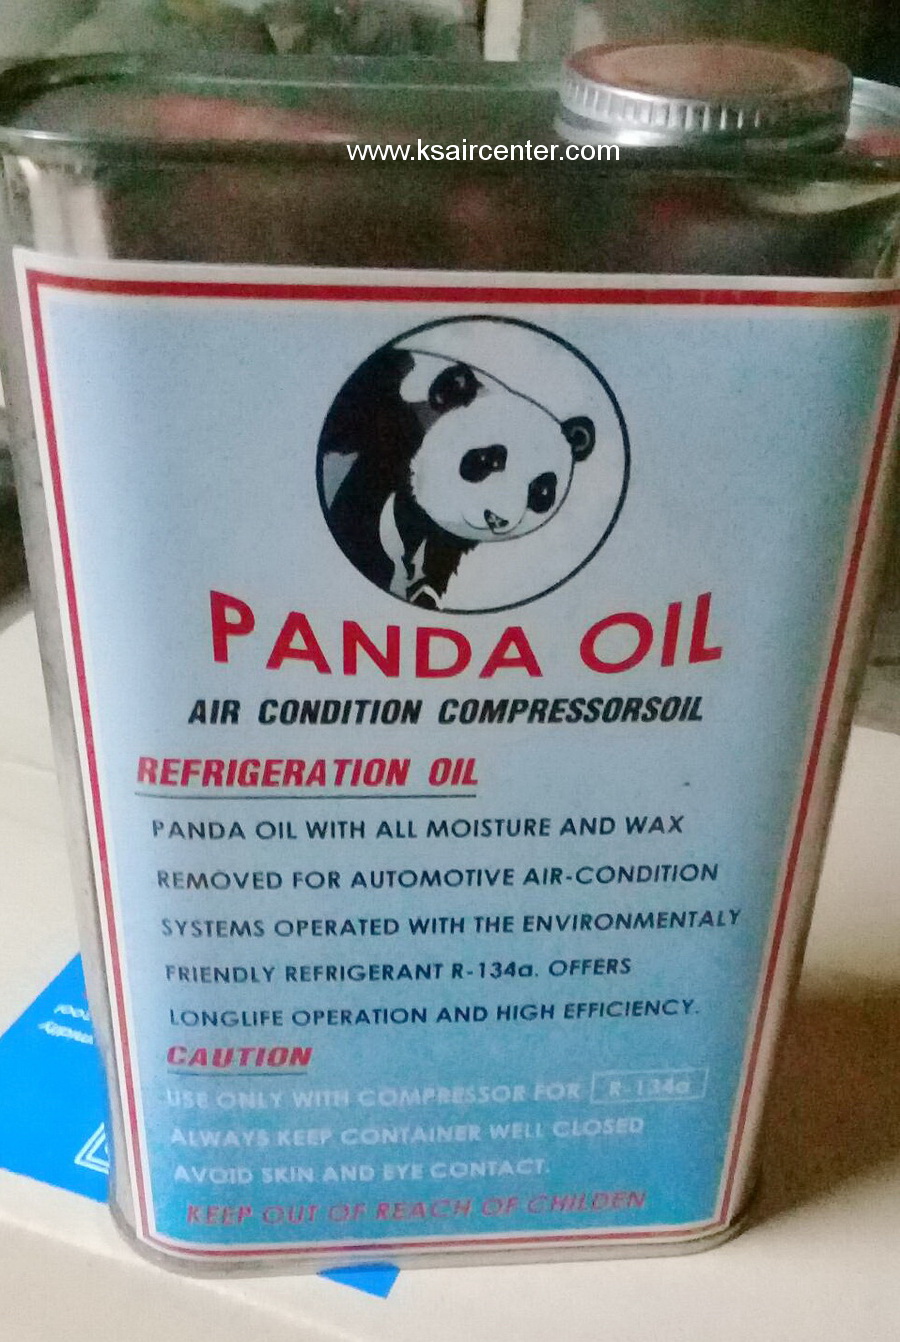 www.ksaircenter.com
PANDA OIL
AIR CONDITION COMPRESSORSOIL
REFRIGERATION OIL
PANDA OIL WITH ALL MOISTURE AND WAX
REMOVED FOR AUTOMOTIVE AIR-CONDITION
SYSTEMS OPERATED WITH THE ENVIRONMENTALY
FRIENDLY REFRIGERANT R-134a. OFFERS
LONGLIFE OPERATION AND HIGH EFFICIENCY.
CAUTION
USE ONLY WITH COMPRESSOR FOR R-134a
ALWAYS KEEP CONTAINER WELL CLOSED
AVOID SKIN AND EYE CONTACT.
KEEP OUT OF REACH OF CHILDEN